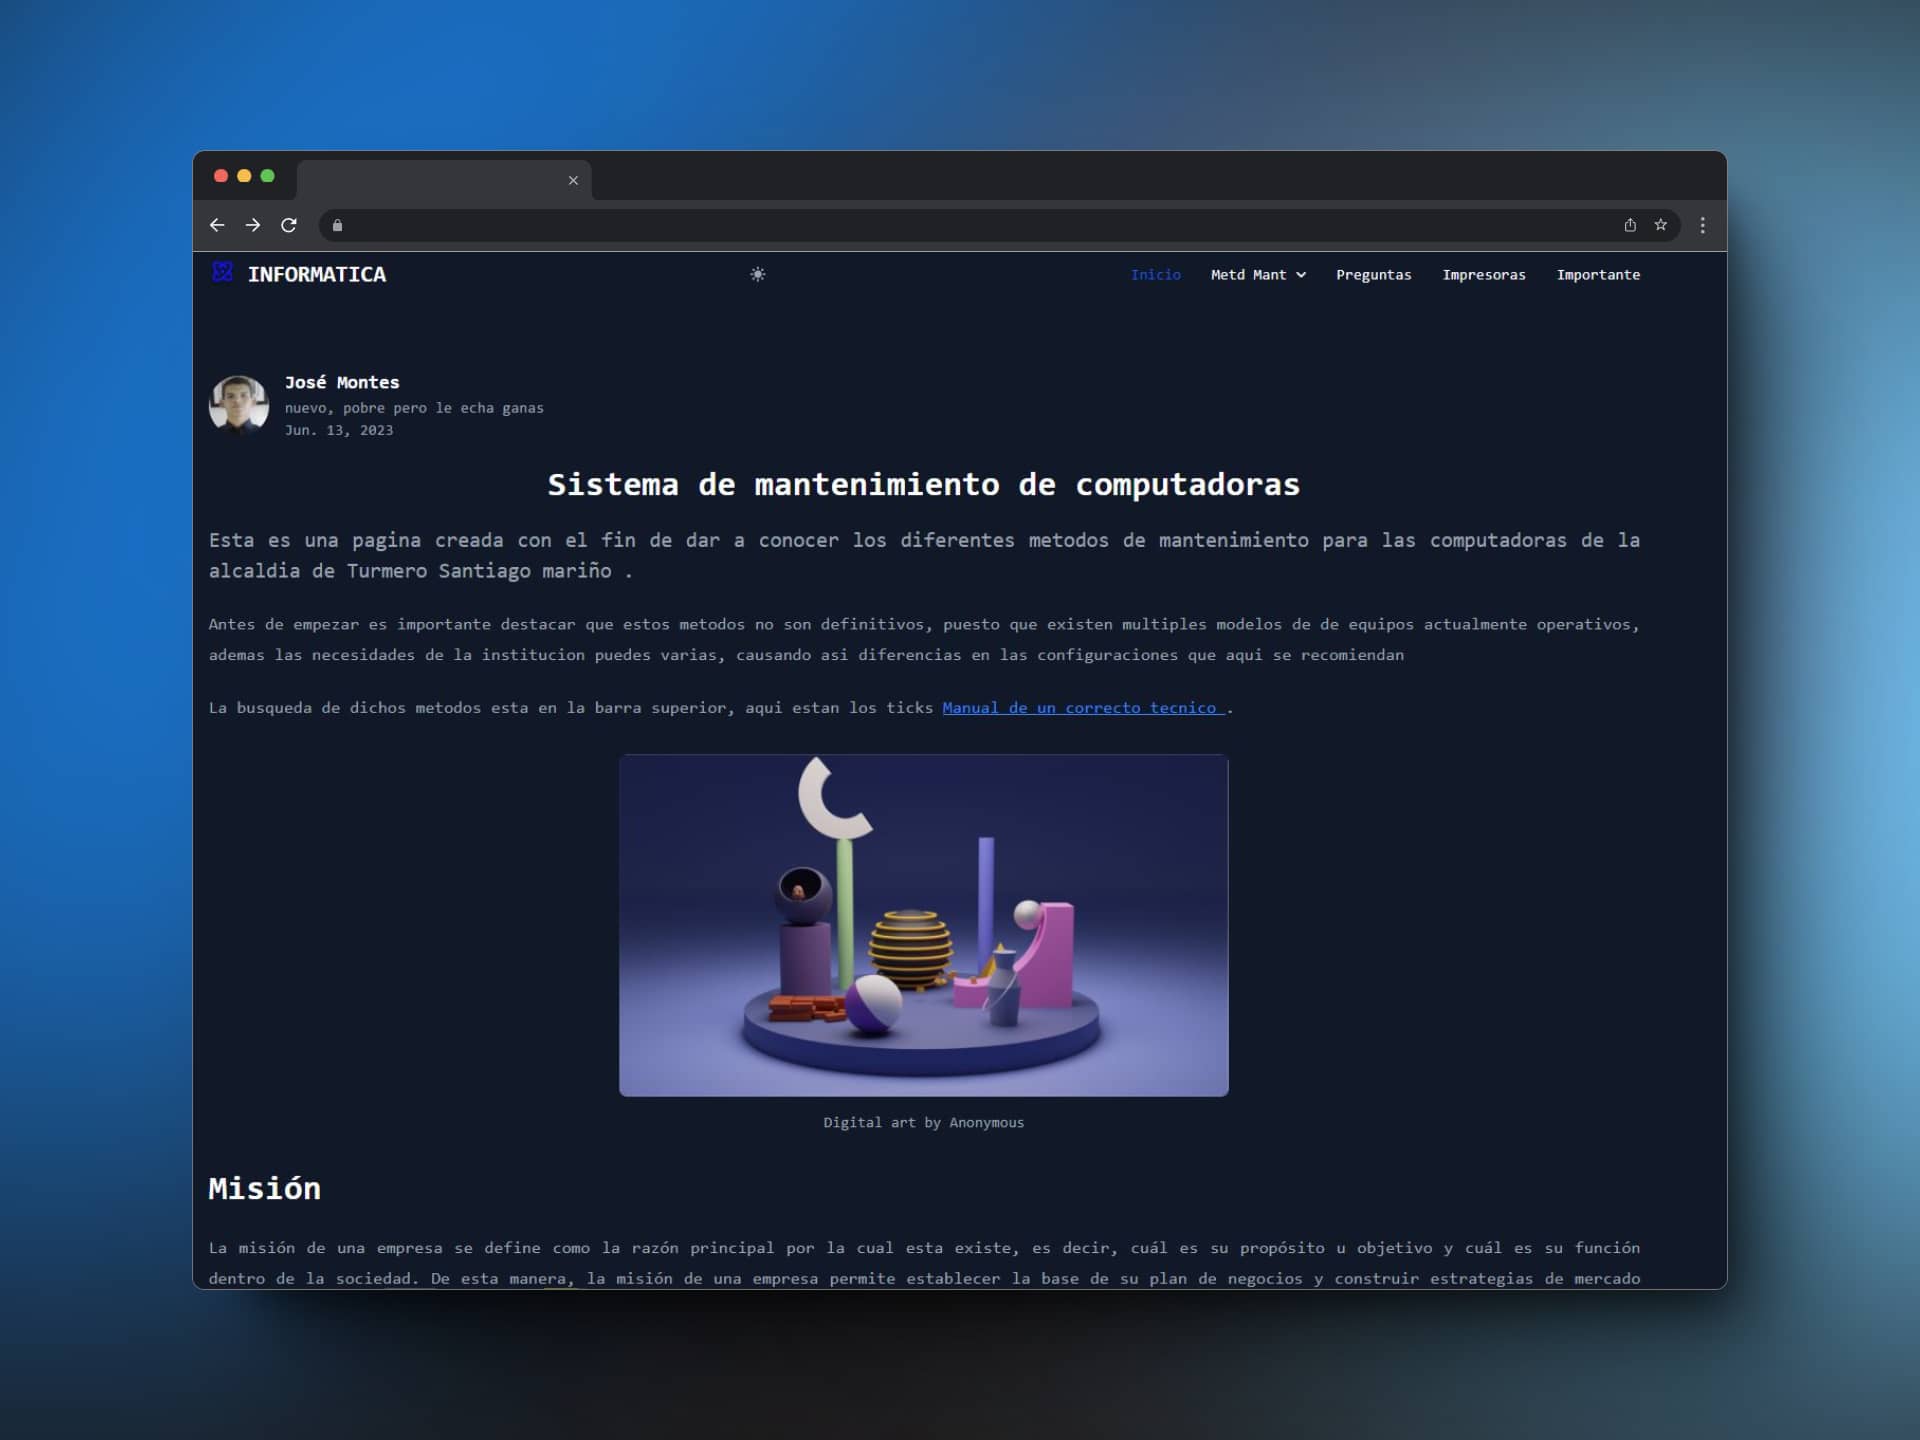 INFORMATICA
Inicio
Metd Mant
Preguntas
Impresoras
Importante
José Montes
nuevo, pobre pero le echa ganas
Jun. 13, 2023
Sistema de mantenimiento de computadoras
Esta es una pagina creada con el fin de dar a conocer los diferentes metodos de mantenimiento para las computadoras de la
alcaldia de Turmero Santiago mariño .
Antes de empezar es importante destacar que estos metodos no son definitivos, puesto que existen multiples modelos de de equipos actualmente operativos,
ademas las necesidades de la institucion puedes varias, causando asi diferencias en las configuraciones que aqui se recomiendan
La busqueda de dichos metodos esta en la barra superior, aqui estan los ticks Manual de un correcto tecnico .
Digital art by Anonymous
Misión
La misión de una empresa se define como la razón principal por la cual esta existe, es decir, cuál es su propósito u objetivo y cuál es su función
dentro de la sociedad. De esta manera, la misión de una empresa permite establecer la base de su plan de negocios y construir estrategias de mercado